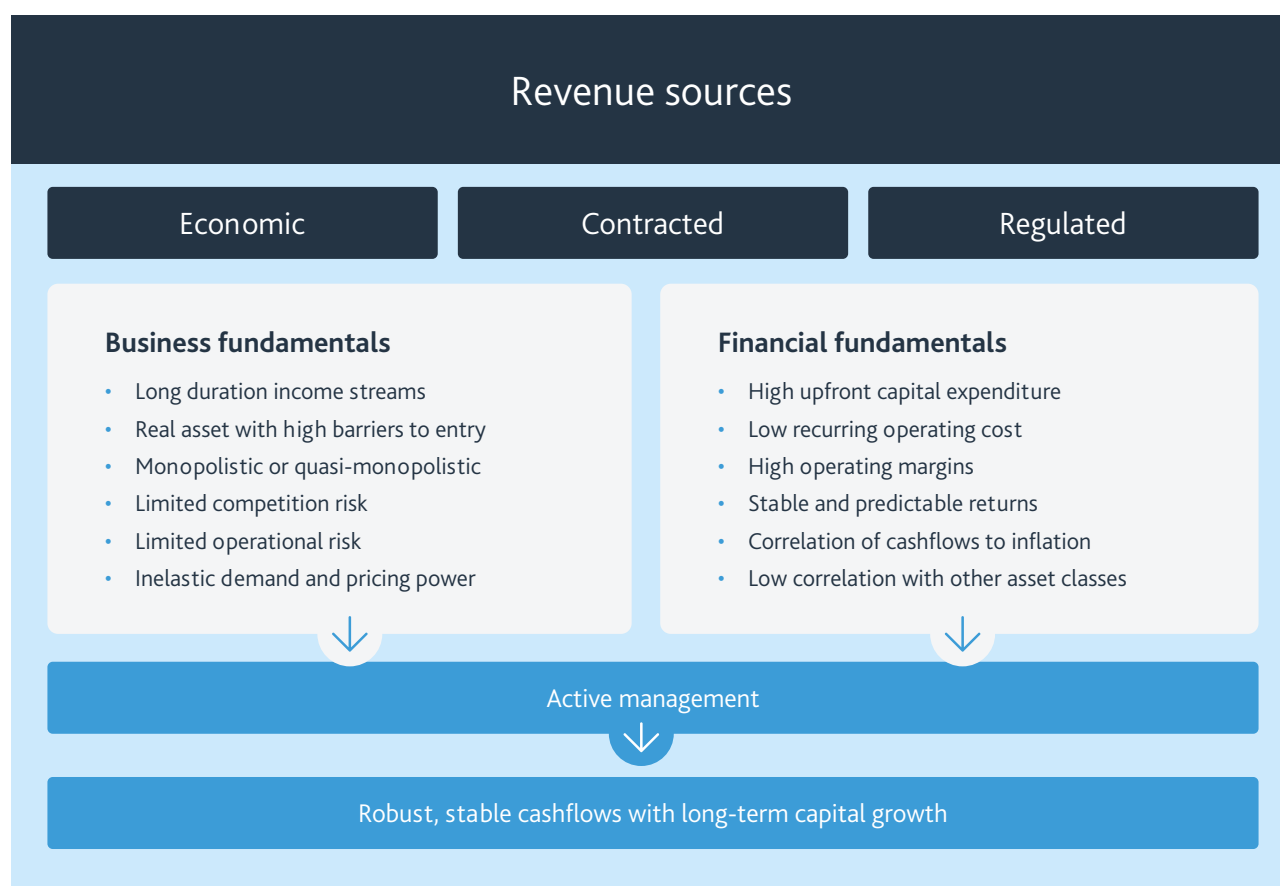 Revenue sources
Economic
Contracted
Regulated
Business fundamentals
• Long duration income streams
• Real asset with high barriers to entry
• Monopolistic or quasi-monopolistic
• Limited competition risk
• Limited operational risk
• Inelastic demand and pricing power
Financial fundamentals
• High upfront capital expenditure
• Low recurring operating cost
• High operating margins
• Stable and predictable returns
• Correlation of cashflows to inflation
• Low correlation with other asset classes
Active management
Robust, stable cashflows with long-term capital growth